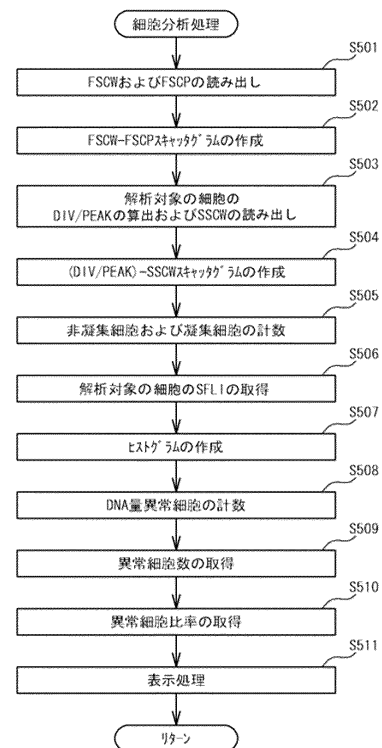 細胞分析処理
S501
FSCWおよびFSCPの読み出し
S502
FSCW-FSCPスキャッタグラムの作成
S503
解析対象の細胞の
DIV/PEAKの算出およびSSCWの読み出し
S504
(DIV/PEAK)-SSCWスキャッタグラムの作成
S505
非凝集細胞および凝集細胞の計数
S506
解析対象の細胞のSFLIの取得
S507
ヒストグラムの作成
S508
DNA量異常細胞の計数
S509
異常細胞数の取得
S510
異常細胞比率の取得
S511
表示処理
リターン